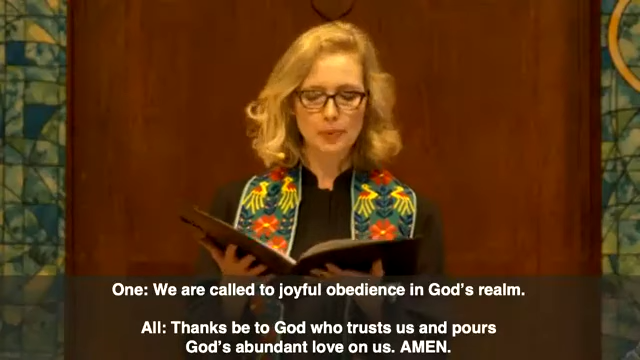 One: We are called to joyful obedience in God's realm.
All: Thanks be to God who trusts us and pours
God's abundant love on us. AMEN.